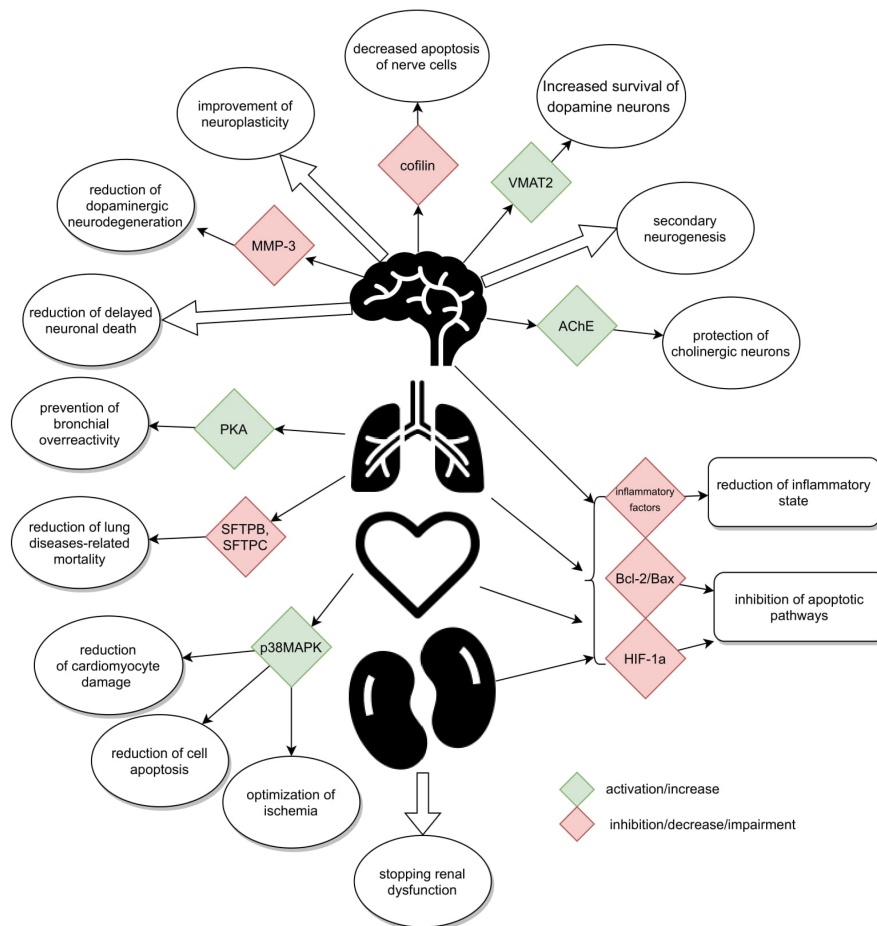 decreased apoptosis
of nerve cells
Increased survival of
dopamine neurons
improvement of
neuroplasticity
cofilin
VMAT2
reduction of
dopaminergic
neurodegeneration
MMP-3
secondary
neurogenesis
reduction of delayed
neuronal death
AChE
protection of
cholinergic neurons
prevention of
bronchial
overreactivity
PKA
inflammatory
factors
reduction of inflammatory
state
reduction of lung
diseases-related
mortality
SFTPB,
SFTPC
Bcl-2/Bax
inhibition of apoptotic
pathways
HIF-1a
p38MAPK
reduction
of cardiomyocyte
damage
reduction of cell
apoptosis
optimization of
ischemia
activation/increase
inhibition/decrease/impairment
stopping renal
dysfunction